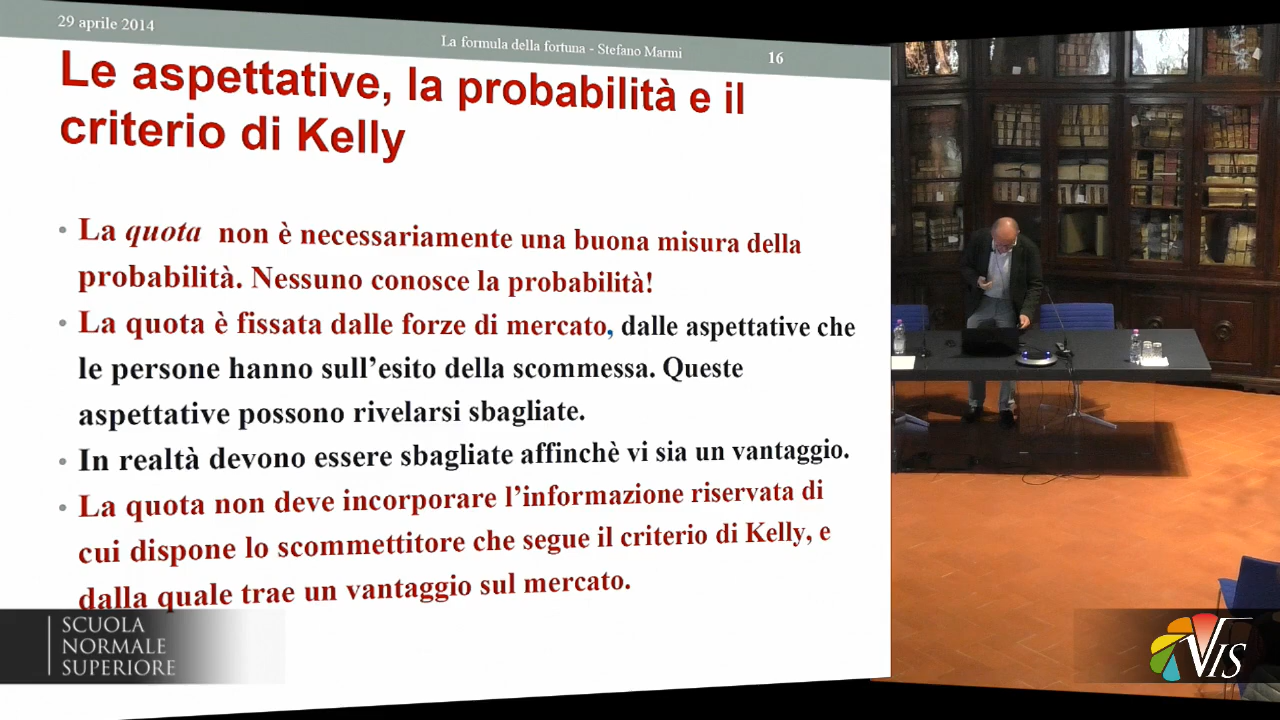 29 aprile 2014
La formula della fortuna - Stefano Marmi
16
Le aspettative, la probabilità e il
criterio di Kelly
• La quota non è necessariamente una buona misura della
probabilità. Nessuno conosce la probabilità!
• La quota è fissata dalle forze di mercato, dalle aspettative che
le persone hanno sull’esito della scommessa. Queste
aspettative possono rivelarsi sbagliate.
• In realtà devono essere sbagliate affinchè vi sia un vantaggio.
• La quota non deve incorporare l’informazione riservata di
cui dispone lo scommettitore che segue il criterio di Kelly, e
dalla quale trae un vantaggio sul mercato.
SCUOLA
NORMALE
SUPERIORE
VIS